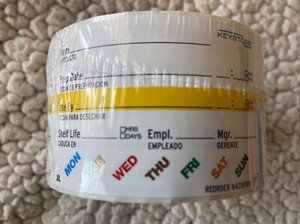 KEYSTONE
Item
Prep Date
FECHA DE PREPARACIÓN
Use By
FECHA PARA DESECHAR
Shelf Life HRS DAYS Empl. Mgr.
CADUCA EN EMPLEADO GERENTE
MON WED THU FRI SAT SUN
REORDER